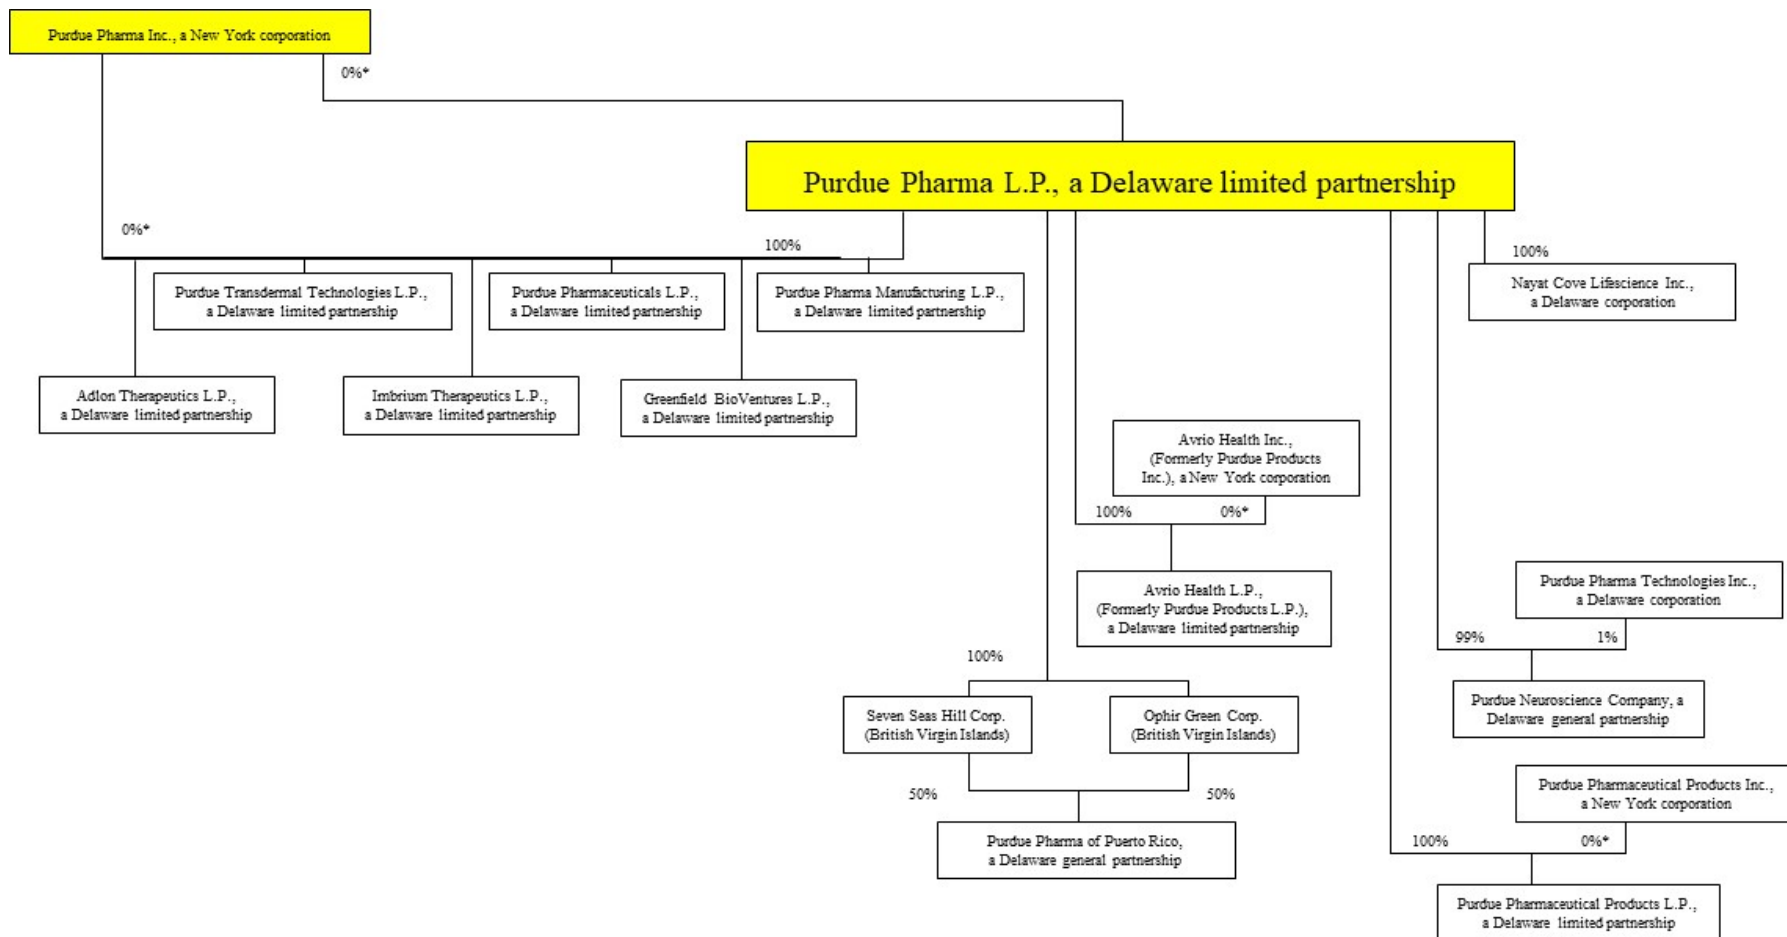 Purdue Pharma Inc., a New York corporation
0%*
Purdue Pharma L.P., a Delaware limited partnership
0%*
100%
100%
Purdue Transdermal Technologies L.P.,
a Delaware limited partnership
Purdue Pharmaceuticals L.P.,
a Delaware limited partnership
Purdue Pharma Manufacturing L.P.,
a Delaware limited partnership
Nayat Cove Lifescience Inc.,
a Delaware corporation
Adlon Therapeutics L.P.,
a Delaware limited partnership
Imbrium Therapeutics L.P.,
a Delaware limited partnership
Greenfield BioVentures L.P.,
a Delaware limited partnership
Avrio Health Inc.,
(Formerly Purdue Products
Inc.), a New York corporation
100%
0%*
Avrio Health L.P.,
(Formerly Purdue Products L.P.),
a Delaware limited partnership
Purdue Pharma Technologies Inc.,
a Delaware corporation
99%
1%
100%
Seven Seas Hill Corp.
(British Virgin Islands)
Ophir Green Corp.
(British Virgin Islands)
Purdue Neuroscience Company, a
Delaware general partnership
50%
50%
Purdue Pharma of Puerto Rico,
a Delaware general partnership
Purdue Pharmaceutical Products Inc.,
a New York corporation
100%
0%*
Purdue Pharmaceutical Products L.P.,
a Delaware limited partnership